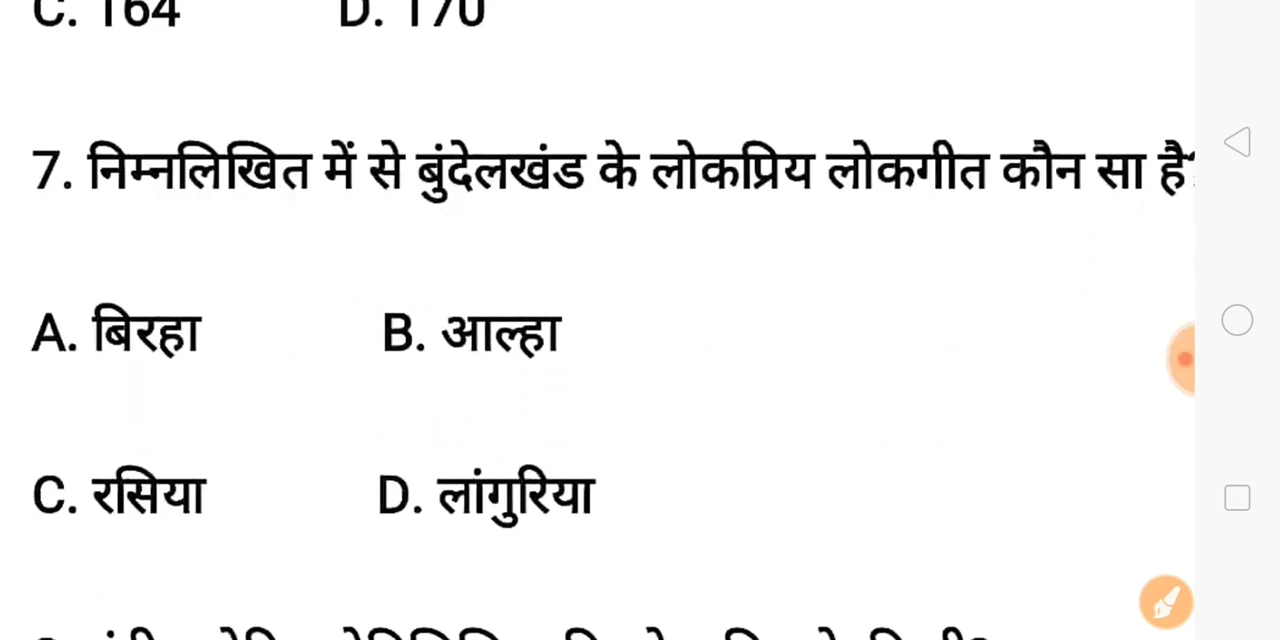 C. 164 D. 170
7. निम्नलिखित में से बुंदेलखंड के लोकप्रिय लोकगीत कौन सा है?
A. बिरहा B. आल्हा
C. रसिया D. लांगुरिया